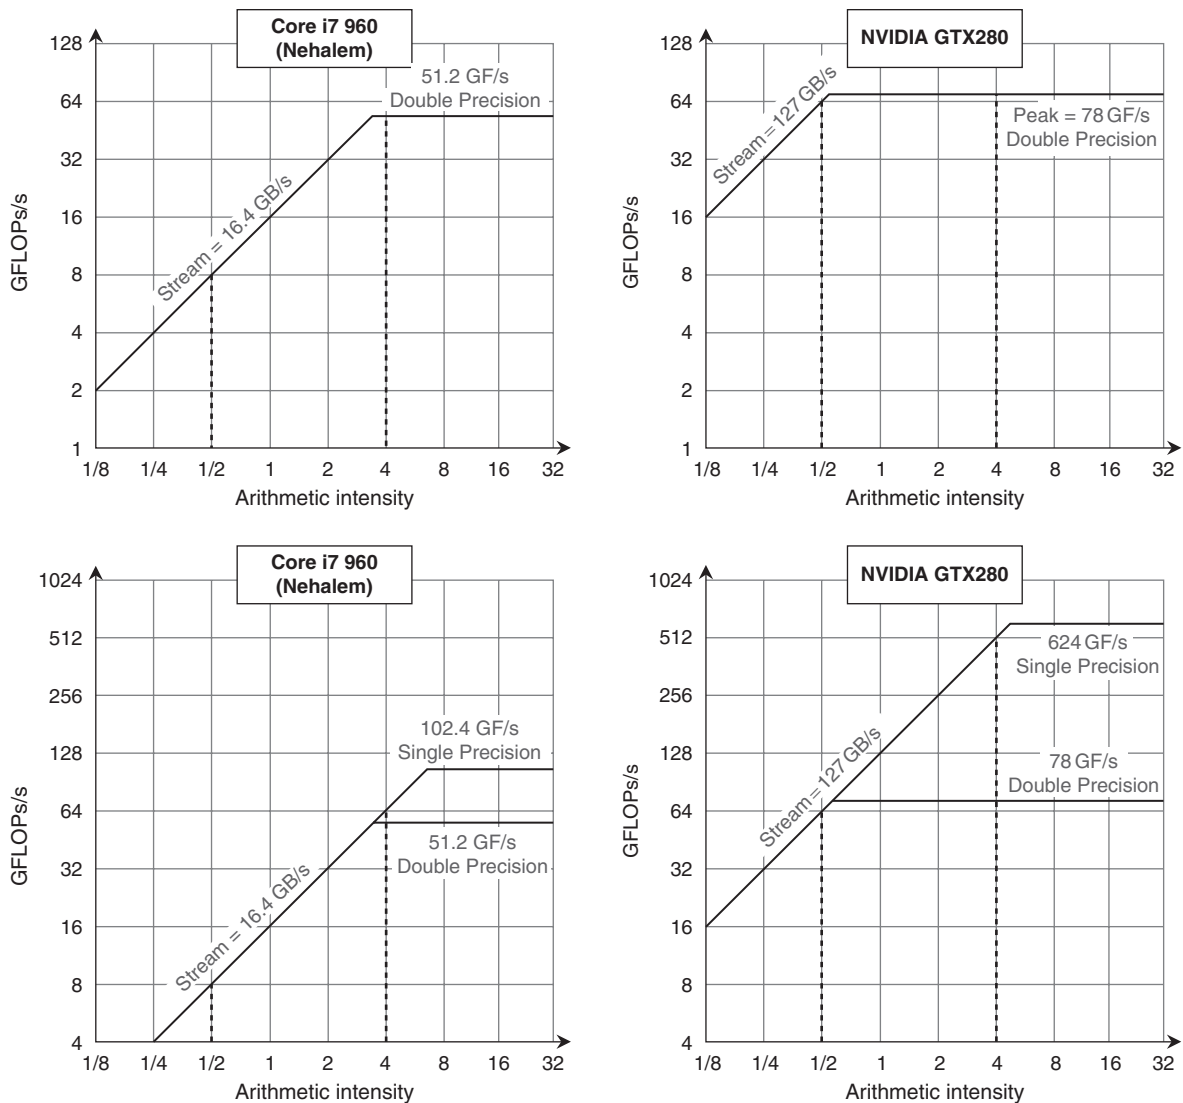 Core i7 960
(Nehalem)
128
64
32
16
8
4
2
1
GFLOPs/s
Stream = 16.4 GB/s
51.2 GF/s
Double Precision
1/8 1/4 1/2 1 2 4 8 16 32
Arithmetic intensity
NVIDIA GTX280
128
64
32
16
8
4
2
1
GFLOPs/s
Stream = 127 GB/s
Peak = 78 GF/s
Double Precision
1/8 1/4 1/2 1 2 4 8 16 32
Arithmetic intensity
Core i7 960
(Nehalem)
1024
512
256
128
64
32
16
8
4
GFLOPs/s
Stream = 16.4 GB/s
102.4 GF/s
Single Precision
51.2 GF/s
Double Precision
1/8 1/4 1/2 1 2 4 8 16 32
Arithmetic intensity
NVIDIA GTX280
1024
512
256
128
64
32
16
8
4
GFLOPs/s
Stream = 127 GB/s
624 GF/s
Single Precision
78 GF/s
Double Precision
1/8 1/4 1/2 1 2 4 8 16 32
Arithmetic intensity